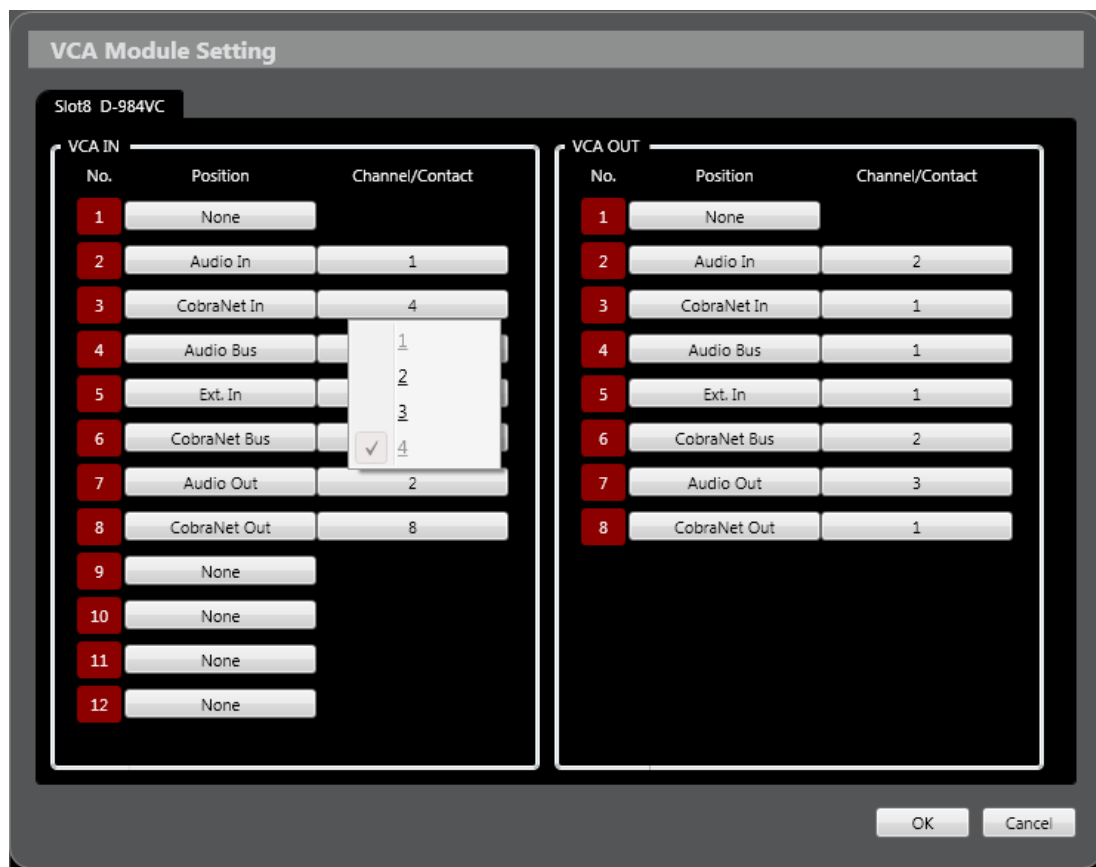 VCA Module Setting
Slot8 D-984VC
VCA IN
No. Position Channel/Contact
1 None
2 Audio In 1
3 CobraNet In 4
4 Audio Bus
5 Ext. In
6 CobraNet Bus
7 Audio Out 2
8 CobraNet Out 8
9 None
10 None
11 None
12 None
1
2
3
4
VCA OUT
No. Position Channel/Contact
1 None
2 Audio In 2
3 CobraNet In 1
4 Audio Bus 1
5 Ext. In 1
6 CobraNet Bus 2
7 Audio Out 3
8 CobraNet Out 1
OK Cancel